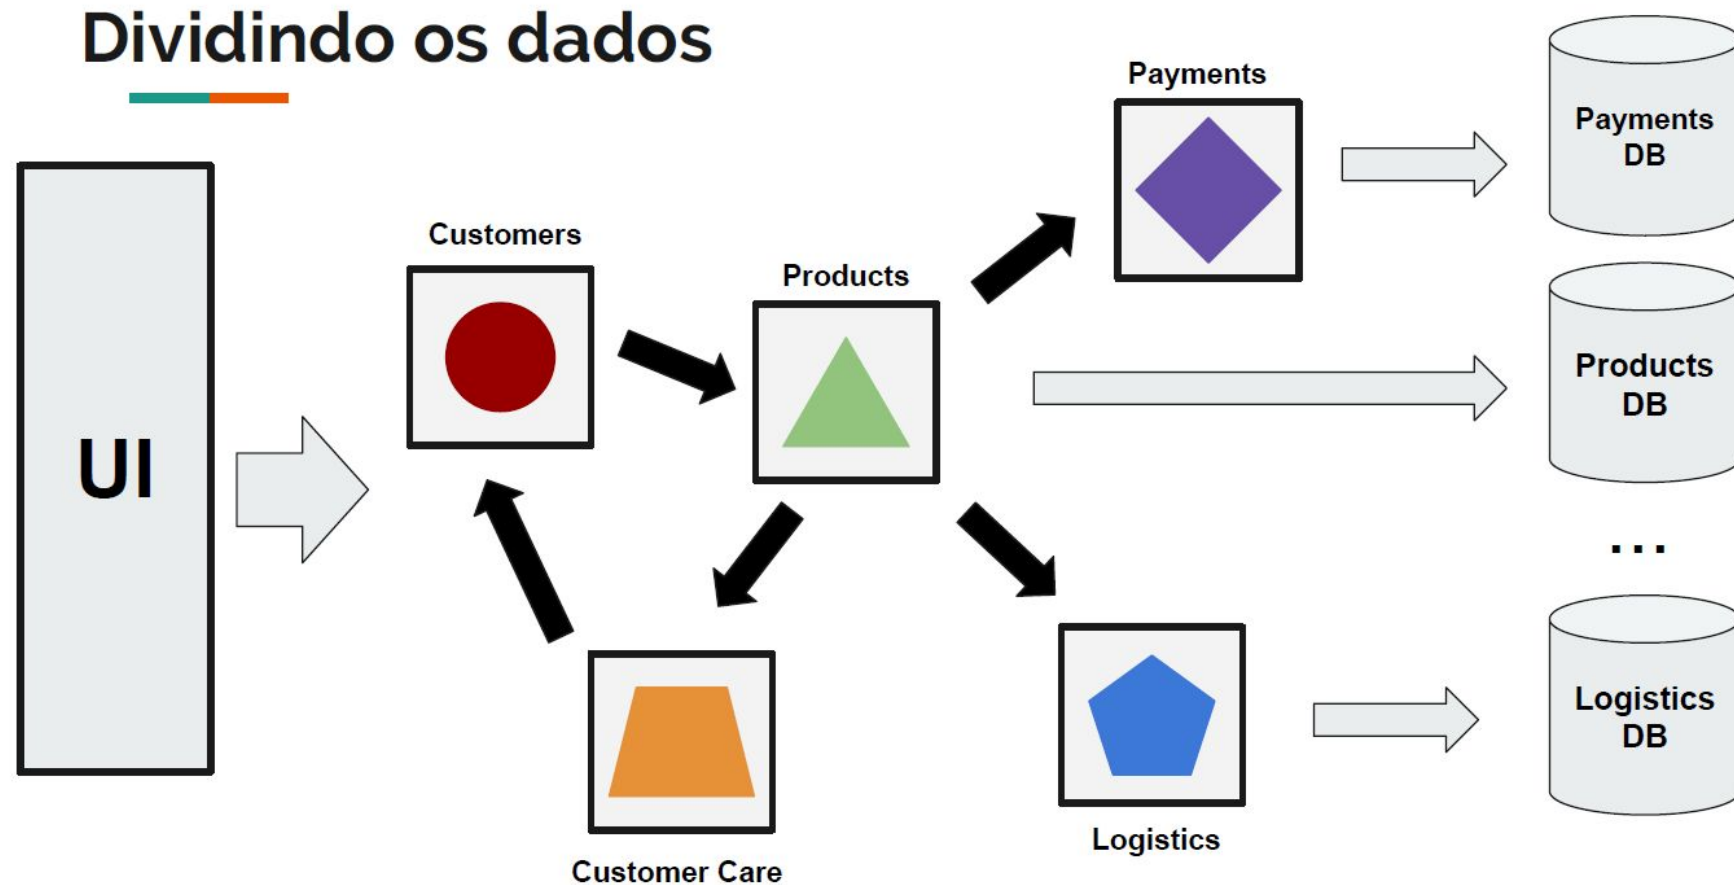 Dividindo os dados
Payments
Payments
DB
Customers
Products
Products
DB
UI
...
Logistics
DB
Logistics
Customer Care